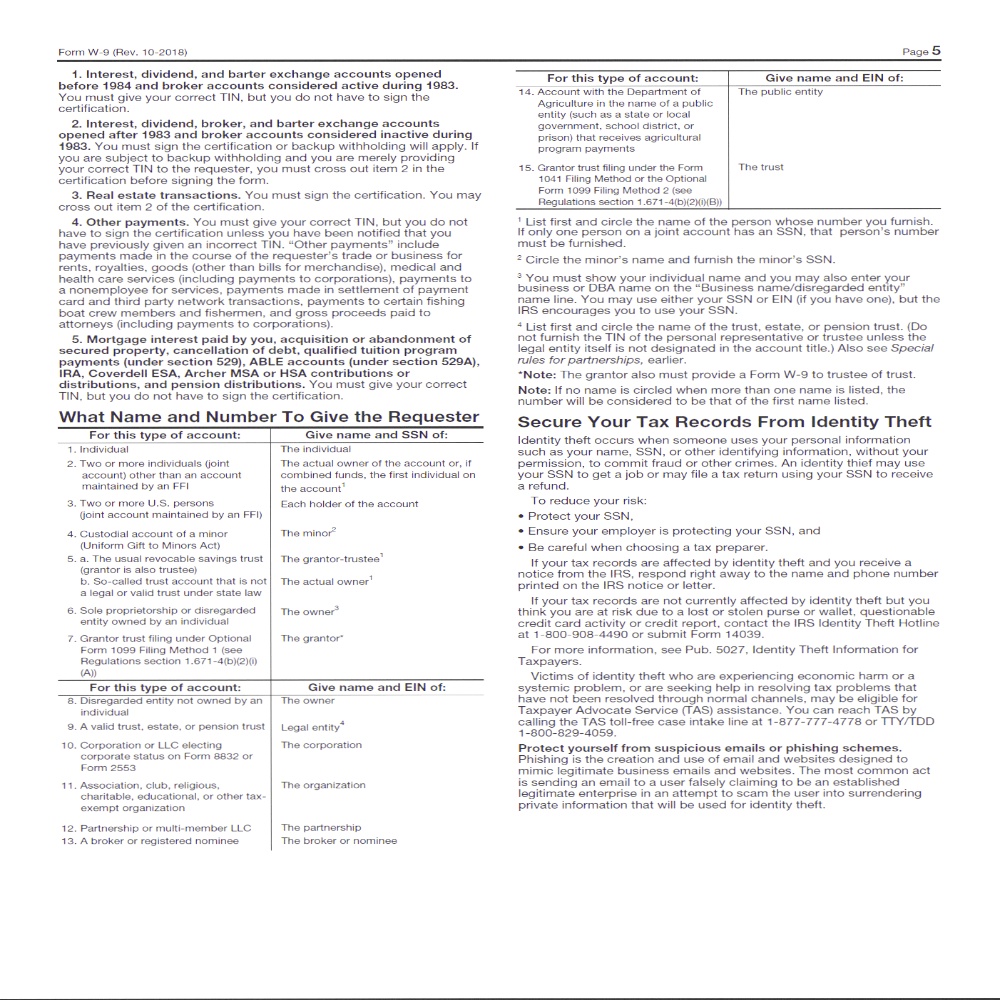 Form W-9 (Rev. 10-2018)
Page 5
1. Interest, dividend, and barter exchange accounts opened
before 1984 and broker accounts considered active during 1983.
You must give your correct TIN, but you do not have to sign the
certification.
2. Interest, dividend, broker, and barter exchange accounts
opened after 1983 and broker accounts considered inactive during
1983. You must sign the certification or backup withholding will apply. If
you are subject to backup withholding and you are merely providing
your correct TIN to the requester, you must cross out item 2 in the
certification before signing the form.
3. Real estate transactions. You must sign the certification. You may
cross out item 2 of the certification.
4. Other payments. You must give your correct TIN, but you do not
have to sign the certification unless you have been notified that you
have previously given an incorrect TIN. “Other payments” include
payments made in the course of the requester's trade or business for
rents, royalties, goods (other than bills for merchandise), medical and
health care services (including payments to corporations), payments to
a nonemployee for services, payments made in settlement of payment
card and third party network transactions, payments to certain fishing
boat crew members and fishermen, and gross proceeds paid to
attorneys (including payments to corporations).
5. Mortgage interest paid by you, acquisition or abandonment of
secured property, cancellation of debt, qualified tuition program
payments (under section 529), ABLE accounts (under section 529A),
IRA, Coverdell ESA, Archer MSA or HSA contributions or
distributions, and pension distributions. You must give your correct
TIN, but you do not have to sign the certification.
What Name and Number To Give the Requester
For this type of account: Give name and SSN of:
1. Individual The individual
2. Two or more individuals (joint The actual owner of the account or, if
account) other than an account combined funds, the first individual on
maintained by an FFI the account¹
3. Two or more U.S. persons Each holder of the account
(joint account maintained by an FFI)
4. Custodial account of a minor The minor²
(Uniform Gift to Minors Act)
5. a. The usual revocable savings trust The grantor-trustee¹
(grantor is also trustee)
b. So-called trust account that is not The actual owner¹
a legal or valid trust under state law
6. Sole proprietorship or disregarded The owner³
entity owned by an individual
7. Grantor trust filing under Optional The grantor*
Form 1099 Filing Method 1 (see
Regulations section 1.671-4(b)(2)(i)
(A))
For this type of account: Give name and EIN of:
8. Disregarded entity not owned by an The owner
individual
9. A valid trust, estate, or pension trust Legal entity⁴
10. Corporation or LLC electing The corporation
corporate status on Form 8832 or
Form 2553
11. Association, club, religious, The organization
charitable, educational, or other tax-
exempt organization
12. Partnership or multi-member LLC The partnership
13. A broker or registered nominee The broker or nominee
For this type of account: Give name and EIN of:
14. Account with the Department of The public entity
Agriculture in the name of a public
entity (such as a state or local
government, school district, or
prison) that receives agricultural
program payments
15. Grantor trust filing under the Form The trust
1041 Filing Method or the Optional
Form 1099 Filing Method 2 (see
Regulations section 1.671-4(b)(2)(i)(B))
¹ List first and circle the name of the person whose number you furnish.
If only one person on a joint account has an SSN, that person's number
must be furnished.
² Circle the minor's name and furnish the minor's SSN.
³ You must show your individual name and you may also enter your
business or DBA name on the “Business name/disregarded entity”
name line. You may use either your SSN or EIN (if you have one), but the
IRS encourages you to use your SSN.
⁴ List first and circle the name of the trust, estate, or pension trust. (Do
not furnish the TIN of the personal representative or trustee unless the
legal entity itself is not designated in the account title.) Also see Special
rules for partnerships, earlier.
*Note: The grantor also must provide a Form W-9 to trustee of trust.
Note: If no name is circled when more than one name is listed, the
number will be considered to be that of the first name listed.
Secure Your Tax Records From Identity Theft
Identity theft occurs when someone uses your personal information
such as your name, SSN, or other identifying information, without your
permission, to commit fraud or other crimes. An identity thief may use
your SSN to get a job or may file a tax return using your SSN to receive
a refund.
To reduce your risk:
• Protect your SSN,
• Ensure your employer is protecting your SSN, and
• Be careful when choosing a tax preparer.
If your tax records are affected by identity theft and you receive a
notice from the IRS, respond right away to the name and phone number
printed on the IRS notice or letter.
If your tax records are not currently affected by identity theft but you
think you are at risk due to a lost or stolen purse or wallet, questionable
credit card activity or credit report, contact the IRS Identity Theft Hotline
at 1-800-908-4490 or submit Form 14039.
For more information, see Pub. 5027, Identity Theft Information for
Taxpayers.
Victims of identity theft who are experiencing economic harm or a
systemic problem, or are seeking help in resolving tax problems that
have not been resolved through normal channels, may be eligible for
Taxpayer Advocate Service (TAS) assistance. You can reach TAS by
calling the TAS toll-free case intake line at 1-877-777-4778 or TTY/TDD
1-800-829-4059.
Protect yourself from suspicious emails or phishing schemes.
Phishing is the creation and use of email and websites designed to
mimic legitimate business emails and websites. The most common act
is sending an email to a user falsely claiming to be an established
legitimate enterprise in an attempt to scam the user into surrendering
private information that will be used for identity theft.